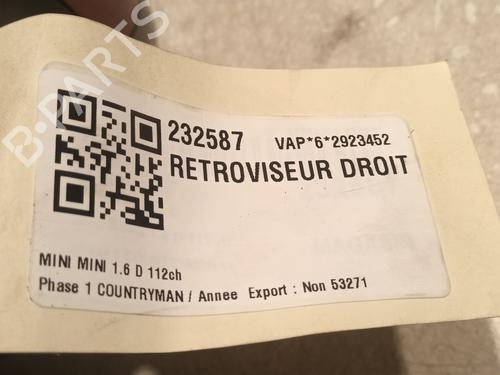 B-PARTS
232587 VAP*6*2923452
RETROVISEUR DROIT
MINI MINI 1.6 D 112ch
Phase 1 COUNTRYMAN / Annee Export : Non 53271